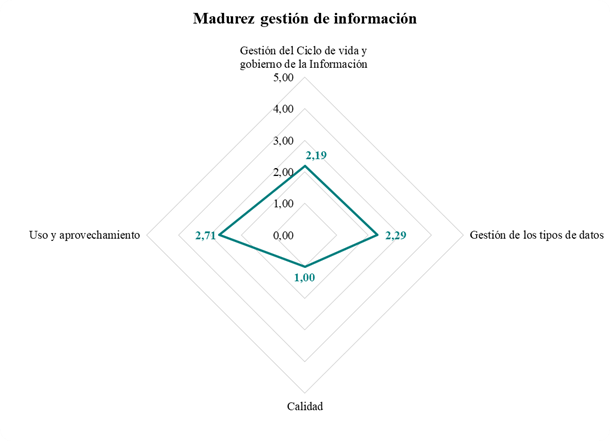 Madurez gestión de información
Gestión del Ciclo de vida y
gobierno de la Información
5,00
4,00
3,00
2,19
2,00
1,00
Uso y aprovechamiento
2,71
0,00
2,29
Gestión de los tipos de datos
1,00
Calidad